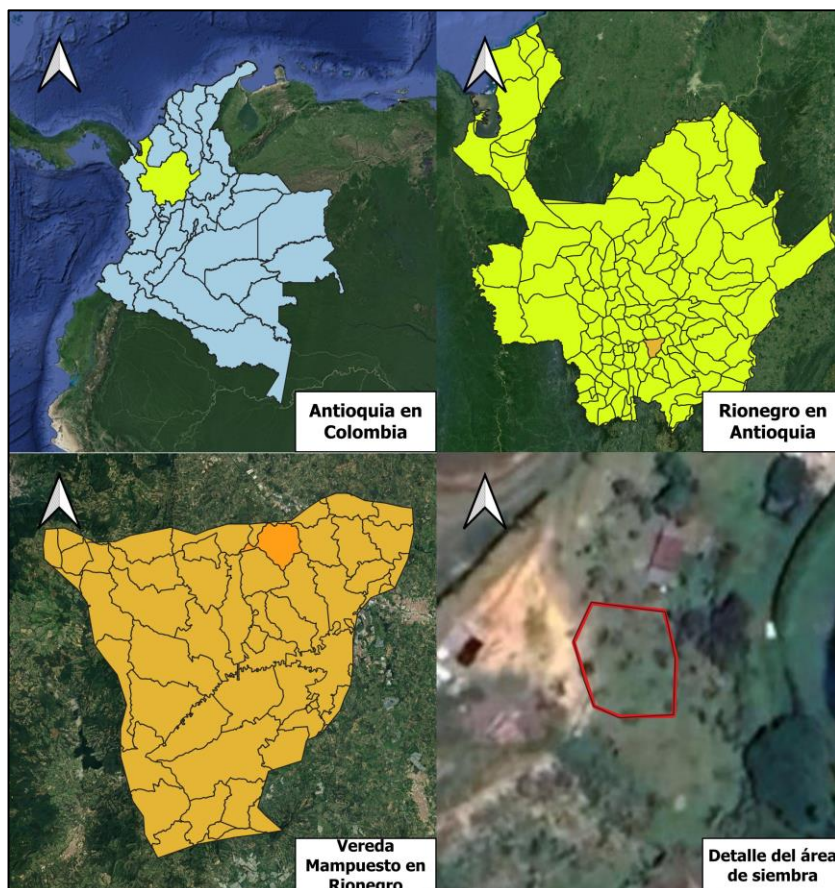 Antioquia en
Colombia
Rionegro en
Antioquia
Vereda
Mampuesto en
Rionegro
Detalle del área
de siembra